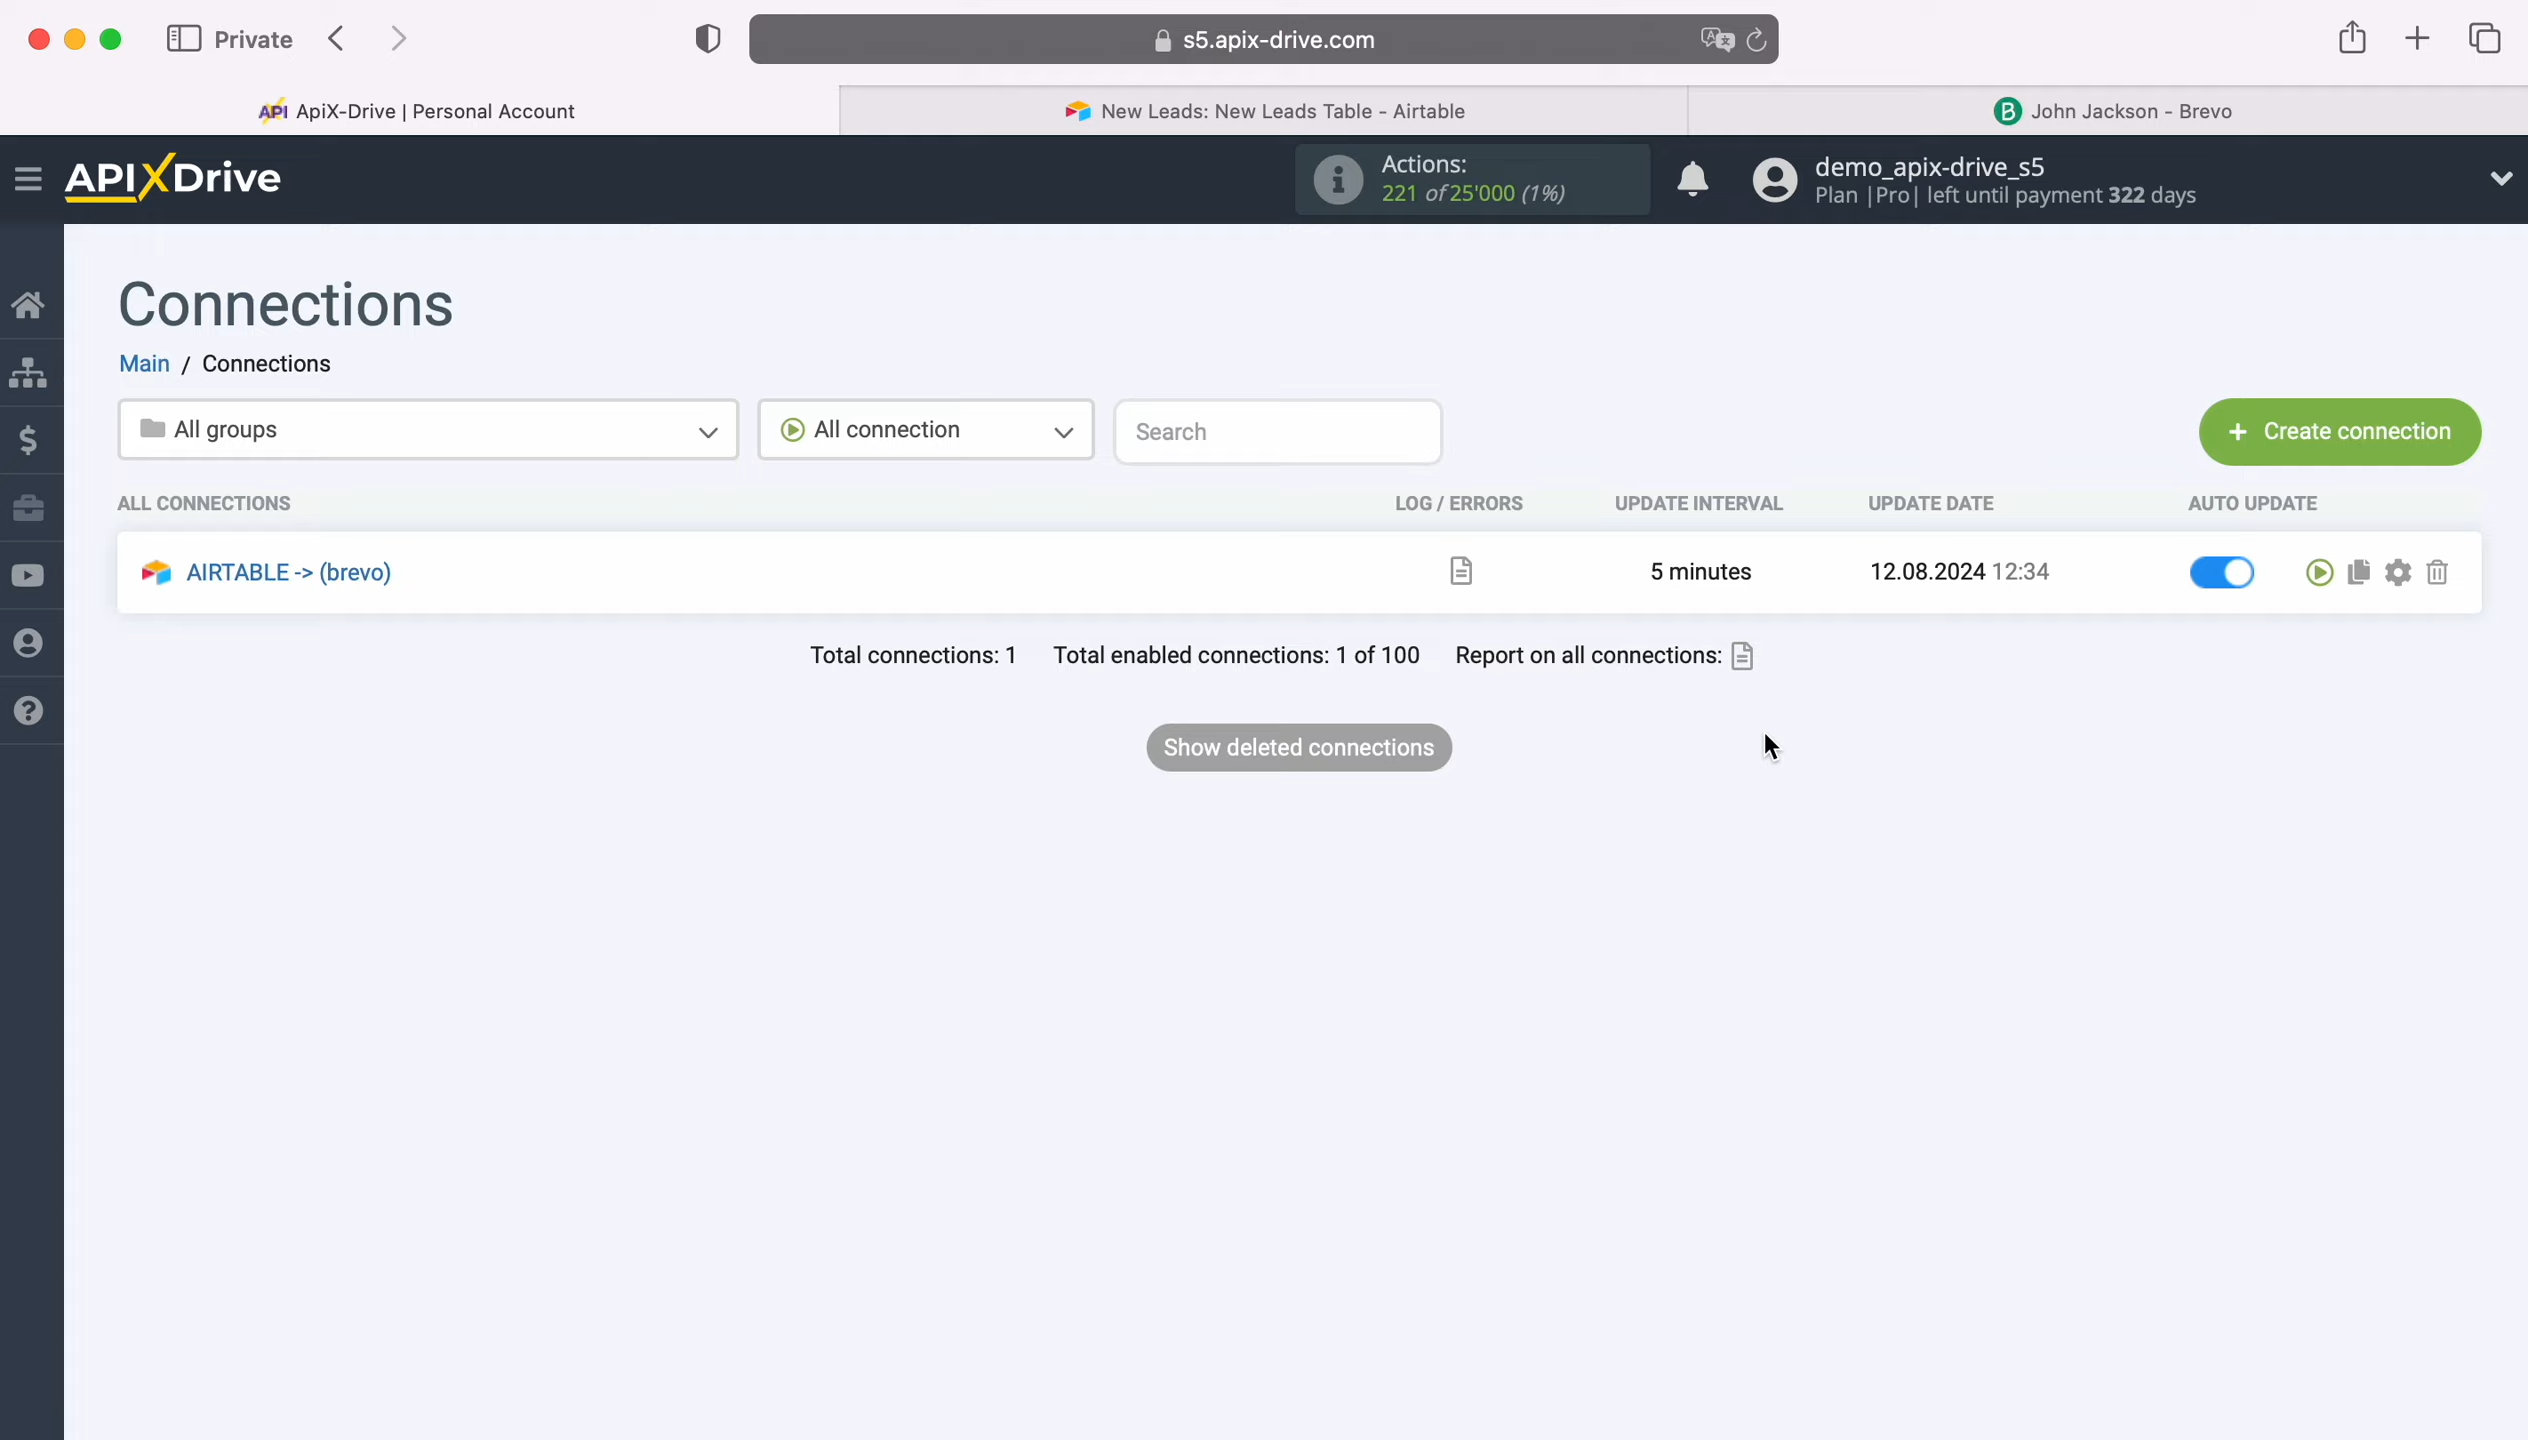 Private
s5.apix-drive.com
API ApiX-Drive | Personal Account
New Leads: New Leads Table - Airtable
B John Jackson - Brevo
APIXDrive
Actions:
221 of 25'000 (1%)
demo_apix-drive_s5
Plan |Pro| left until payment 322 days
Connections
Main / Connections
All groups
All connection
Search
+ Create connection
ALL CONNECTIONS
LOG / ERRORS
UPDATE INTERVAL
UPDATE DATE
AUTO UPDATE
AIRTABLE -> (brevo)
5 minutes
12.08.2024 12:34
Total connections: 1
Total enabled connections: 1 of 100
Report on all connections:
Show deleted connections